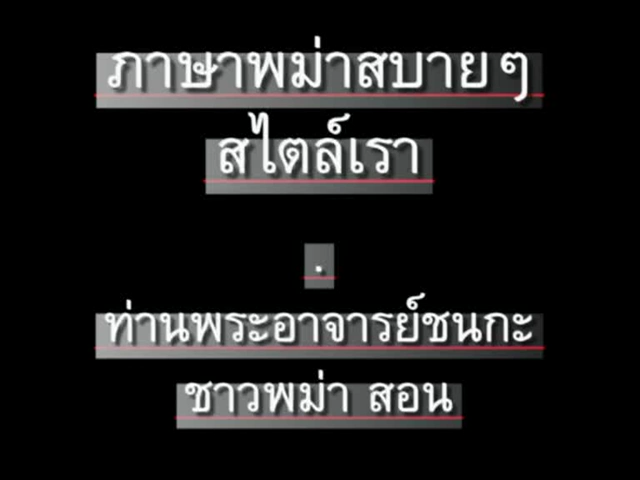 ภาษาพม่าสบายๆ
สไตล์เรา
.
ท่านพระอาจารย์ชนกะ
ชาวพม่า สอน